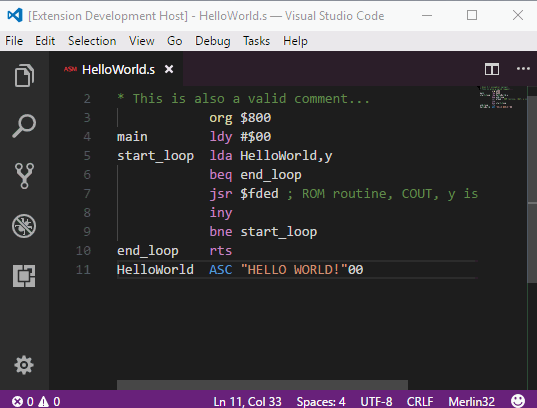 [Extension Development Host] - HelloWorld.s — Visual Studio Code
File Edit Selection View Go Debug Tasks Help
ASM HelloWorld.s
2 * This is also a valid comment...
3 org $800
4 main ldy #$00
5 start_loop lda HelloWorld,y
6 beq end_loop
7 jsr $fded ; ROM routine, COUT, y is
8 iny
9 bne start_loop
10 end_loop rts
11 HelloWorld ASC "HELLO WORLD!"00
0 0 Ln 11, Col 33 Spaces: 4 UTF-8 CRLF Merlin32